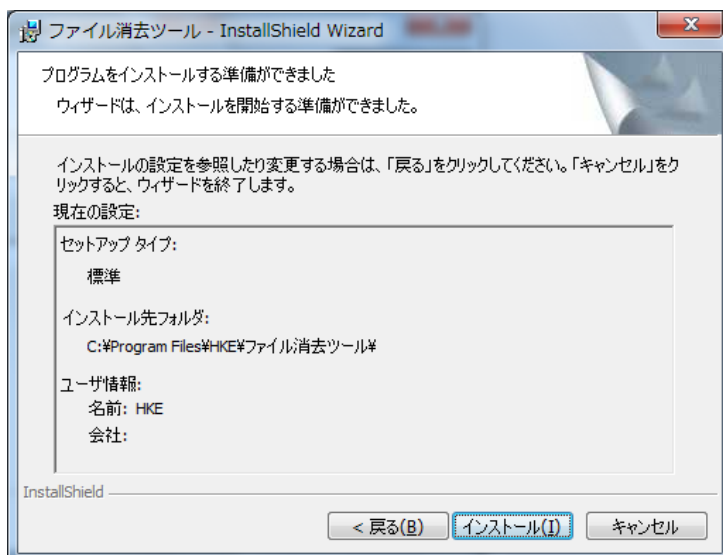 ファイル消去ツール - InstallShield Wizard
プログラムをインストールする準備ができました
ウィザードは、インストールを開始する準備ができました。
インストールの設定を参照したり変更する場合は、「戻る」をクリックしてください。「キャンセル」をク
リックすると、ウィザードを終了します。
現在の設定:
セットアップ タイプ:
標準
インストール先フォルダ:
C:¥Program Files¥HKE¥ファイル消去ツール¥
ユーザ情報:
名前: HKE
会社:
InstallShield
< 戻る(B) インストール(I) キャンセル